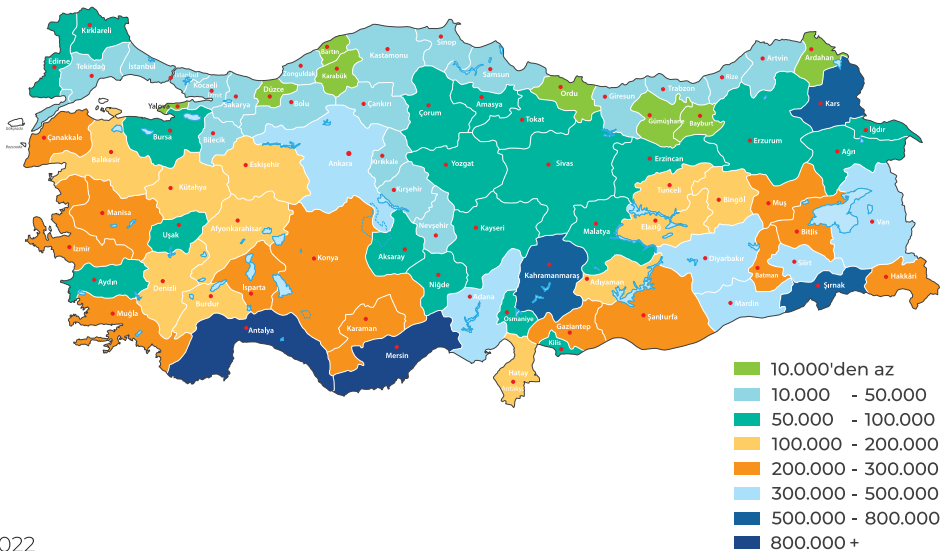 Kırklareli
Edirne
Tekirdağ
İstanbul
İstanbul
Kocaeli
Yalova
Sakarya
Düzce
Bolu
Zonguldak
Bartın
Karabük
Kastamonu
Sinop
Samsun
Çankırı
Çorum
Amasya
Tokat
Ordu
Giresun
Trabzon
Gümüşhane
Bayburt
Rize
Artvin
Ardahan
Kars
Iğdır
Ağrı
Erzurum
Erzincan
Çanakkale
Balıkesir
Bursa
Bilecik
Eskişehir
Ankara
Kırıkkale
Kırşehir
Yozgat
Sivas
Kütahya
Manisa
Uşak
Afyonkarahisar
İzmir
Aydın
Denizli
Muğla
Burdur
Isparta
Antalya
Konya
Karaman
Mersin
Aksaray
Nevşehir
Niğde
Kayseri
Malatya
Kahramanmaraş
Adana
Osmaniye
Hatay
Gaziantep
Kilis
Adıyaman
Şanlıurfa
Elazığ
Tunceli
Bingöl
Muş
Bitlis
Van
Diyarbakır
Batman
Siirt
Mardin
Şırnak
Hakkâri
10.000'den az
10.000 - 50.000
50.000 - 100.000
100.000 - 200.000
200.000 - 300.000
300.000 - 500.000
500.000 - 800.000
800.000 +
022